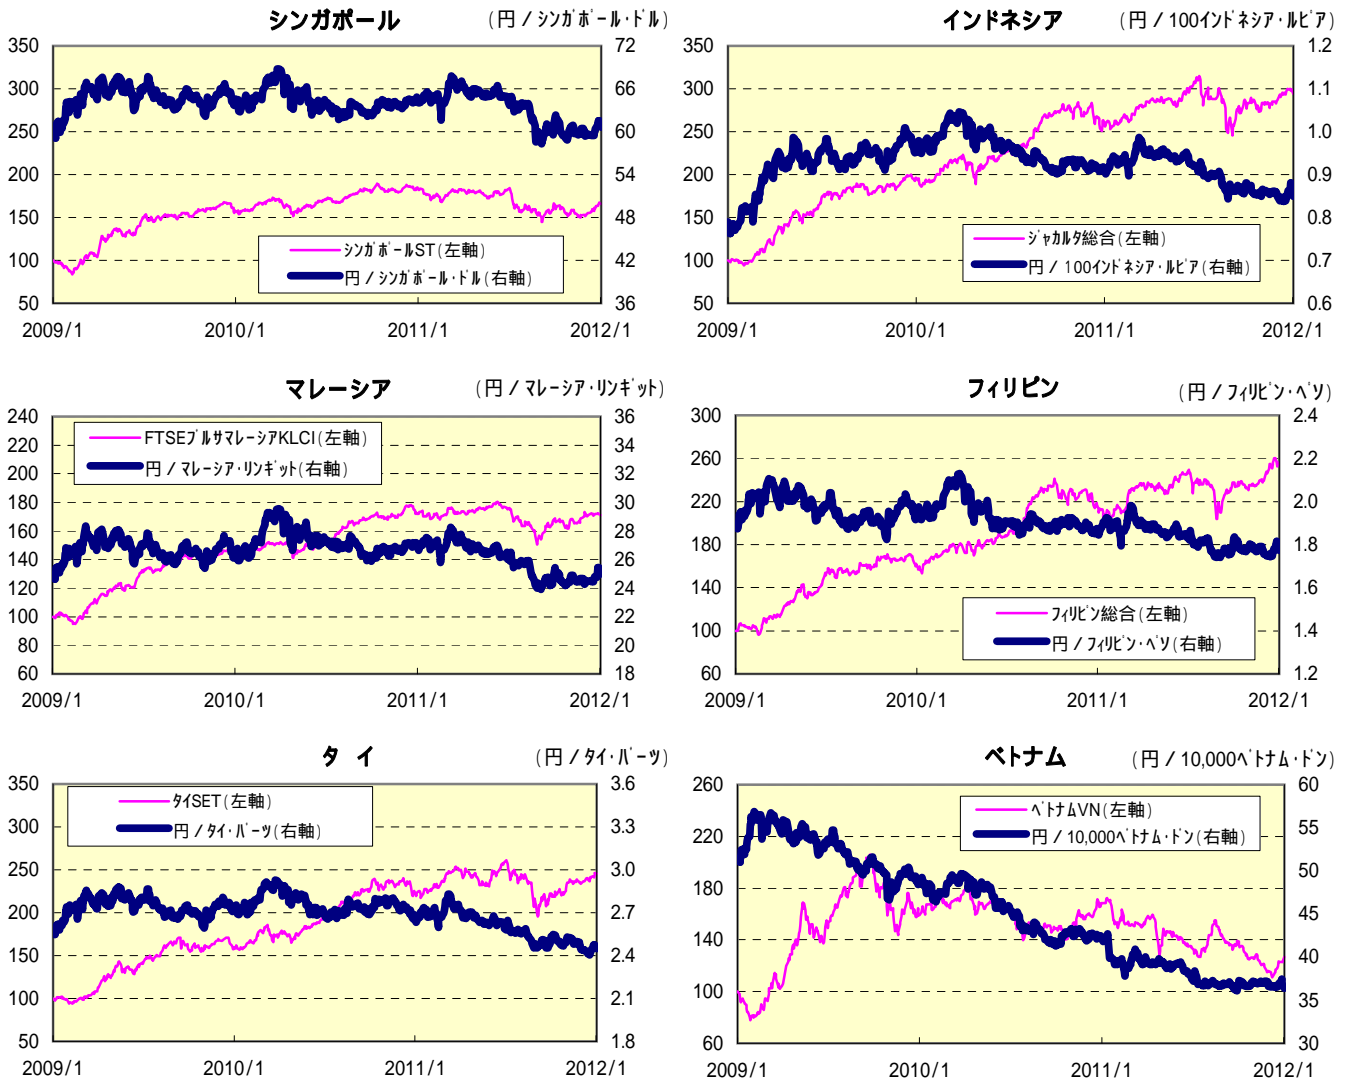 シンガポール (円 / シンガポール・ドル)
350 72
300 66
250 60
200 54
150 48
100 42
50 36
シンガポールST(左軸)
円 / シンガポール・ドル(右軸)
2009/1 2010/1 2011/1 2012/1
インドネシア (円 / 100インドネシア・ルピア)
350 1.2
300 1.1
250 1.0
200 0.9
150 0.8
100 0.7
50 0.6
ジャカルタ総合(左軸)
円 / 100インドネシア・ルピア(右軸)
2009/1 2010/1 2011/1 2012/1
マレーシア (円 / マレーシア・リンギット)
240 36
220 34
200 32
180 30
160 28
140 26
120 24
100 22
80 20
60 18
FTSEブルサマレーシアKLCI(左軸)
円 / マレーシア・リンギット(右軸)
2009/1 2010/1 2011/1 2012/1
フィリピン (円 / フィリピン・ペソ)
300 2.4
260 2.2
220 2.0
180 1.8
140 1.6
100 1.4
60 1.2
フィリピン総合(左軸)
円 / フィリピン・ペソ(右軸)
2009/1 2010/1 2011/1 2012/1
タ イ (円 / タイ・バーツ)
350 3.6
300 3.3
250 3.0
200 2.7
150 2.4
100 2.1
50 1.8
タイSET(左軸)
円 / タイ・バーツ(右軸)
2009/1 2010/1 2011/1 2012/1
ベトナム (円 / 10,000ベトナム・ドン)
260 60
220 55
180 50
140 45
100 40
60 35
30
ベトナムVN(左軸)
円 / 10,000ベトナム・ドン(右軸)
2009/1 2010/1 2011/1 2012/1